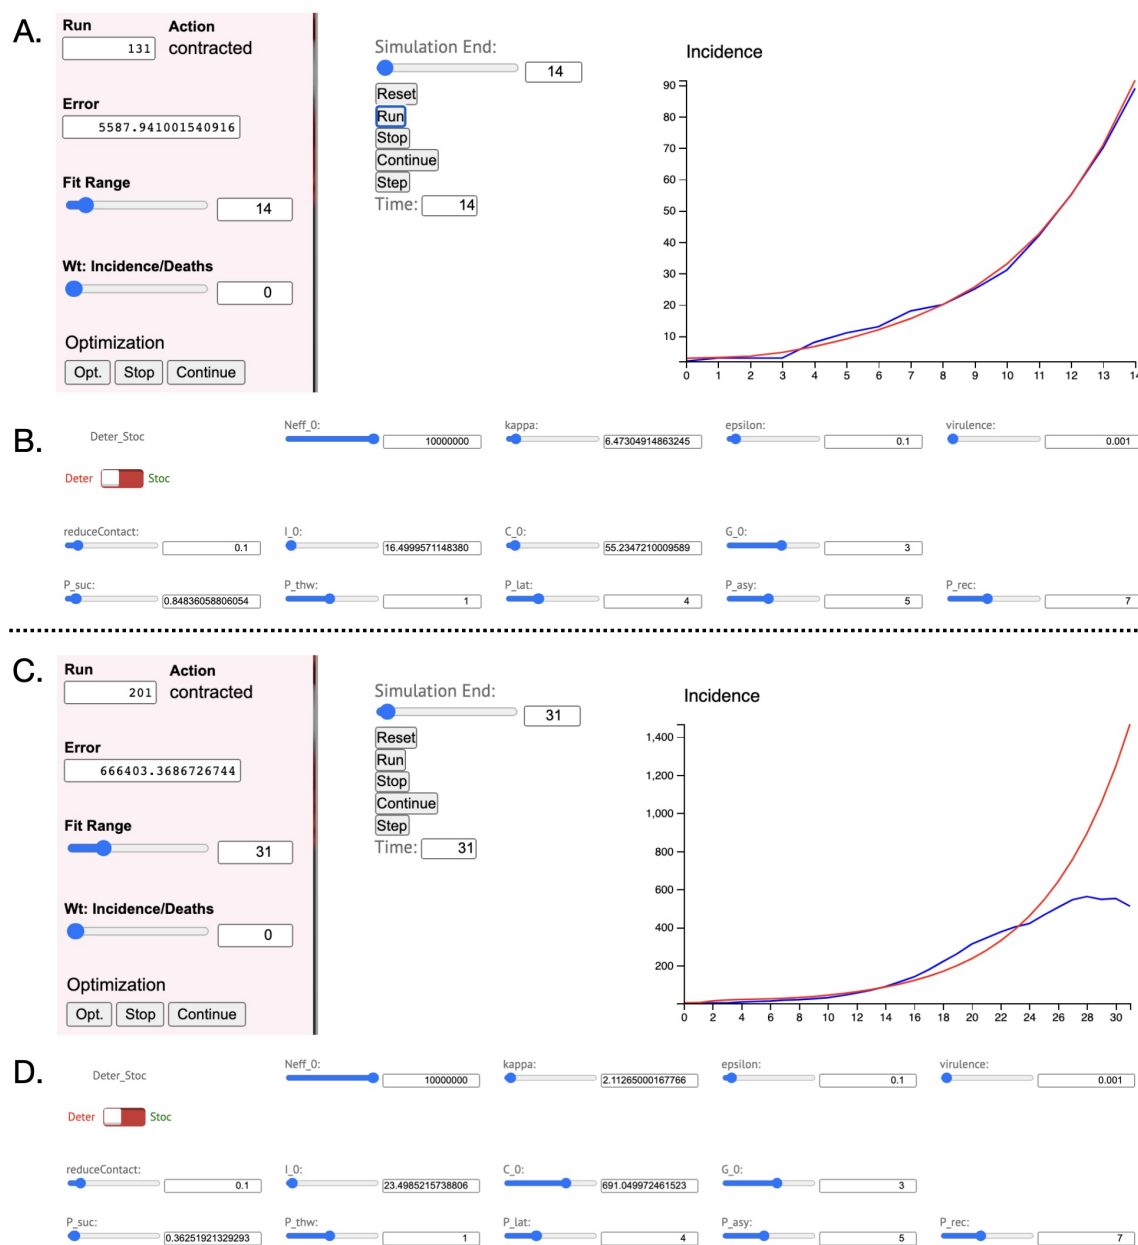 A.
Run Action
131 contracted
Error
5587.941001540916
Fit Range
14
Wt: Incidence/Deaths
0
Optimization
Opt. Stop Continue
Simulation End:
14
Reset
Run
Stop
Continue
Step
Time: 14
Incidence
90
80
70
60
50
40
30
20
10
0 1 2 3 4 5 6 7 8 9 10 11 12 13 14
B.
Deter_Stoc
Deter Stoc
Neff_0: kappa: epsilon: virulence:
10000000 6.47304914863245 0.1 0.001
reduceContact: I_0: C_0: G_0:
0.1 16.4999571148380 55.2347210009589 3
P_suc: P_thw: P_lat: P_asy: P_rec:
0.84836058806054 1 4 5 7
C.
Run Action
201 contracted
Error
666403.3686726744
Fit Range
31
Wt: Incidence/Deaths
0
Optimization
Opt. Stop Continue
Simulation End:
31
Reset
Run
Stop
Continue
Step
Time: 31
Incidence
1,400
1,200
1,000
800
600
400
200
0 2 4 6 8 10 12 14 16 18 20 22 24 26 28 30
D.
Deter_Stoc
Deter Stoc
Neff_0: kappa: epsilon: virulence:
10000000 2.11265000167766 0.1 0.001
reduceContact: I_0: C_0: G_0:
0.1 23.4985215738806 691.049972461523 3
P_suc: P_thw: P_lat: P_asy: P_rec:
0.36251921329293 1 4 5 7